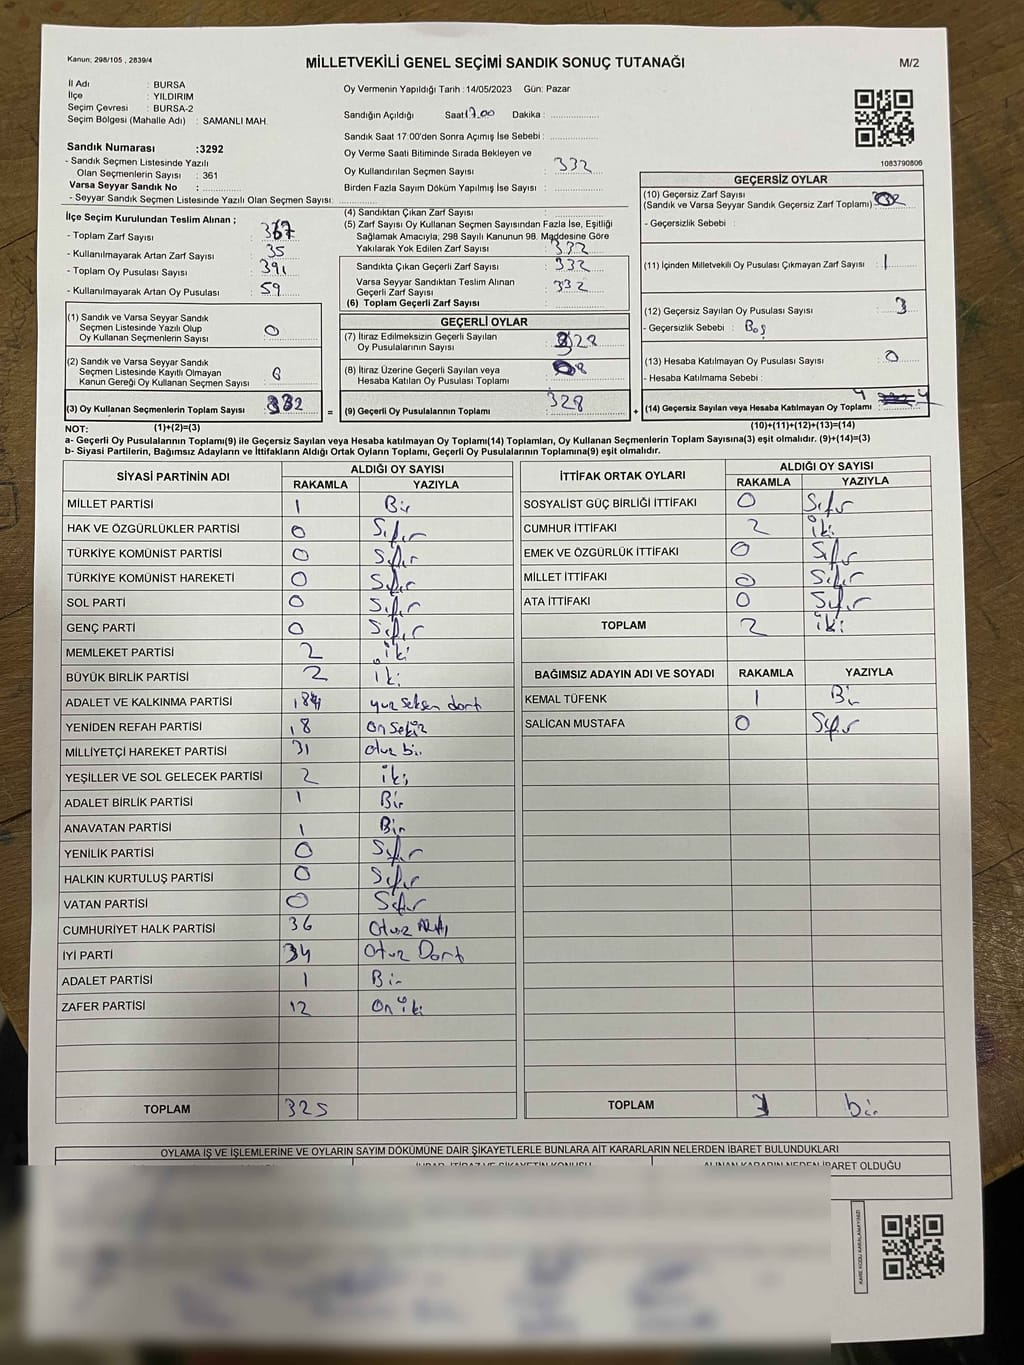 Kanun; 298/105 , 2839/4
MİLLETVEKİLİ GENEL SEÇİMİ SANDIK SONUÇ TUTANAĞI
M/2
İl Adı : BURSA
İlçe : YILDIRIM
Seçim Çevresi : BURSA-2
Seçim Bölgesi (Mahalle Adı) : SAMANLI MAH.
Sandık Numarası :3292
- Sandık Seçmen Listesinde Yazılı
Olan Seçmenlerin Sayısı : 361
Varsa Seyyar Sandık No :
- Seyyar Sandık Seçmen Listesinde Yazılı Olan Seçmen Sayısı:
Oy Vermenin Yapıldığı Tarih :14/05/2023 Gün: Pazar
Sandığın Açıldığı Saat 17.00 Dakika :
Sandık Saat 17.00'den Sonra Açımış İse Sebebi :
Oy Verme Saati Bitiminde Sırada Bekleyen ve
Oy Kullandırılan Seçmen Sayısı : 332
Birden Fazla Sayım Döküm Yapılmış İse Sayısı :
1083790806
İlçe Seçim Kurulundan Teslim Alınan ;
- Toplam Zarf Sayısı : 367
- Kullanılmayarak Artan Zarf Sayısı : 35
- Toplam Oy Pusulası Sayısı : 391
- Kullanılmayarak Artan Oy Pusulası : 59
(1) Sandık ve Varsa Seyyar Sandık
Seçmen Listesinde Yazılı Olup
Oy Kullanan Seçmenlerin Sayısı : 0
(2) Sandık ve Varsa Seyyar Sandık
Seçmen Listesinde Kayıtlı Olmayan
Kanun Gereği Oy Kullanan Seçmen Sayısı :
(3) Oy Kullanan Seçmenlerin Toplam Sayısı : 332
(4) Sandıktan Çıkan Zarf Sayısı :
(5) Zarf Sayısı Oy Kullanan Seçmen Sayısından Fazla İse, Eşitliği
Sağlamak Amacıyla, 298 Sayılı Kanunun 98. Maddesine Göre
Yakılarak Yok Edilen Zarf Sayısı : 332
Sandıkta Çıkan Geçerli Zarf Sayısı : 332
Varsa Seyyar Sandıktan Teslim Alınan
Geçerli Zarf Sayısı : 332
(6) Toplam Geçerli Zarf Sayısı :
GEÇERLİ OYLAR
(7) İtiraz Edilmeksizin Geçerli Sayılan
Oy Pusulalarının Sayısı : 328
(8) İtiraz Üzerine Geçerli Sayılan veya
Hesaba Katılan Oy Pusulası Toplamı :
= (9) Geçerli Oy Pusulalarının Toplamı : 328
GEÇERSİZ OYLAR
(10) Geçersiz Zarf Sayısı
(Sandık ve Varsa Seyyar Sandık Geçersiz Zarf Toplamı)
- Geçersizlik Sebebi :
(11) İçinden Milletvekili Oy Pusulası Çıkmayan Zarf Sayısı : 1
(12) Geçersiz Sayılan Oy Pusulası Sayısı : 3
- Geçersizlik Sebebi : Boş
(13) Hesaba Katılmayan Oy Pusulası Sayısı : 0
- Hesaba Katılmama Sebebi :
+ (14) Geçersiz Sayılan veya Hesaba Katılmayan Oy Toplamı : 4
NOT: (1)+(2)=(3)
(10)+(11)+(12)+(13)=(14)
a- Geçerli Oy Pusulalarının Toplamı(9) ile Geçersiz Sayılan veya Hesaba katılmayan Oy Toplamı(14) Toplamları, Oy Kullanan Seçmenlerin Toplam Sayısına(3) eşit olmalıdır. (9)+(14)=(3)
b- Siyasi Partilerin, Bağımsız Adayların ve İttifakların Aldığı Ortak Oyların Toplamı, Geçerli Oy Pusulalarının Toplamına(9) eşit olmalıdır.
SİYASİ PARTİNİN ADI ALDIĞI OY SAYISI
RAKAMLA YAZIYLA
MİLLET PARTİSİ 1 Bir
HAK VE ÖZGÜRLÜKLER PARTİSİ 0 Sıfır
TÜRKİYE KOMÜNİST PARTİSİ 0 Sıfır
TÜRKİYE KOMÜNİST HAREKETİ 0 Sıfır
SOL PARTİ 0 Sıfır
GENÇ PARTİ 0 Sıfır
MEMLEKET PARTİSİ 2 iki
BÜYÜK BİRLİK PARTİSİ 2 iki
ADALET VE KALKINMA PARTİSİ 184 yüz seksen dört
YENİDEN REFAH PARTİSİ 18 on sekiz
MİLLİYETÇİ HAREKET PARTİSİ 31 otuz bir
YEŞİLLER VE SOL GELECEK PARTİSİ 2 iki
ADALET BİRLİK PARTİSİ 1 Bir
ANAVATAN PARTİSİ 1 Bir
YENİLİK PARTİSİ 0 Sıfır
HALKIN KURTULUŞ PARTİSİ 0 Sıfır
VATAN PARTİSİ 0 Sıfır
CUMHURİYET HALK PARTİSİ 36 otuz Altı
İYİ PARTİ 34 otuz Dört
ADALET PARTİSİ 1 Bir
ZAFER PARTİSİ 12 on iki
TOPLAM 325
İTTİFAK ORTAK OYLARI ALDIĞI OY SAYISI
RAKAMLA YAZIYLA
SOSYALİST GÜÇ BİRLİĞİ İTTİFAKI 0 Sıfır
CUMHUR İTTİFAKI 2 iki
EMEK VE ÖZGÜRLÜK İTTİFAKI 0 Sıfır
MİLLET İTTİFAKI 0 Sıfır
ATA İTTİFAKI 0 Sıfır
TOPLAM 2 iki
BAĞIMSIZ ADAYIN ADI VE SOYADI RAKAMLA YAZIYLA
KEMAL TÜFENK 1 Bir
SALİCAN MUSTAFA 0 Sıfır
TOPLAM 1 bir
OYLAMA İŞ VE İŞLEMLERİNE VE OYLARIN SAYIM DÖKÜMÜNE DAİR ŞİKAYETLERLE BUNLARA AİT KARARLARIN NELERDEN İBARET BULUNDUKLARI
İHBAR, İTİRAZ VE ŞİKAYETİN KONUSU ALINAN KARARIN NEDEN İBARET OLDUĞU
KARE KODU KARALAMAYINIZ!